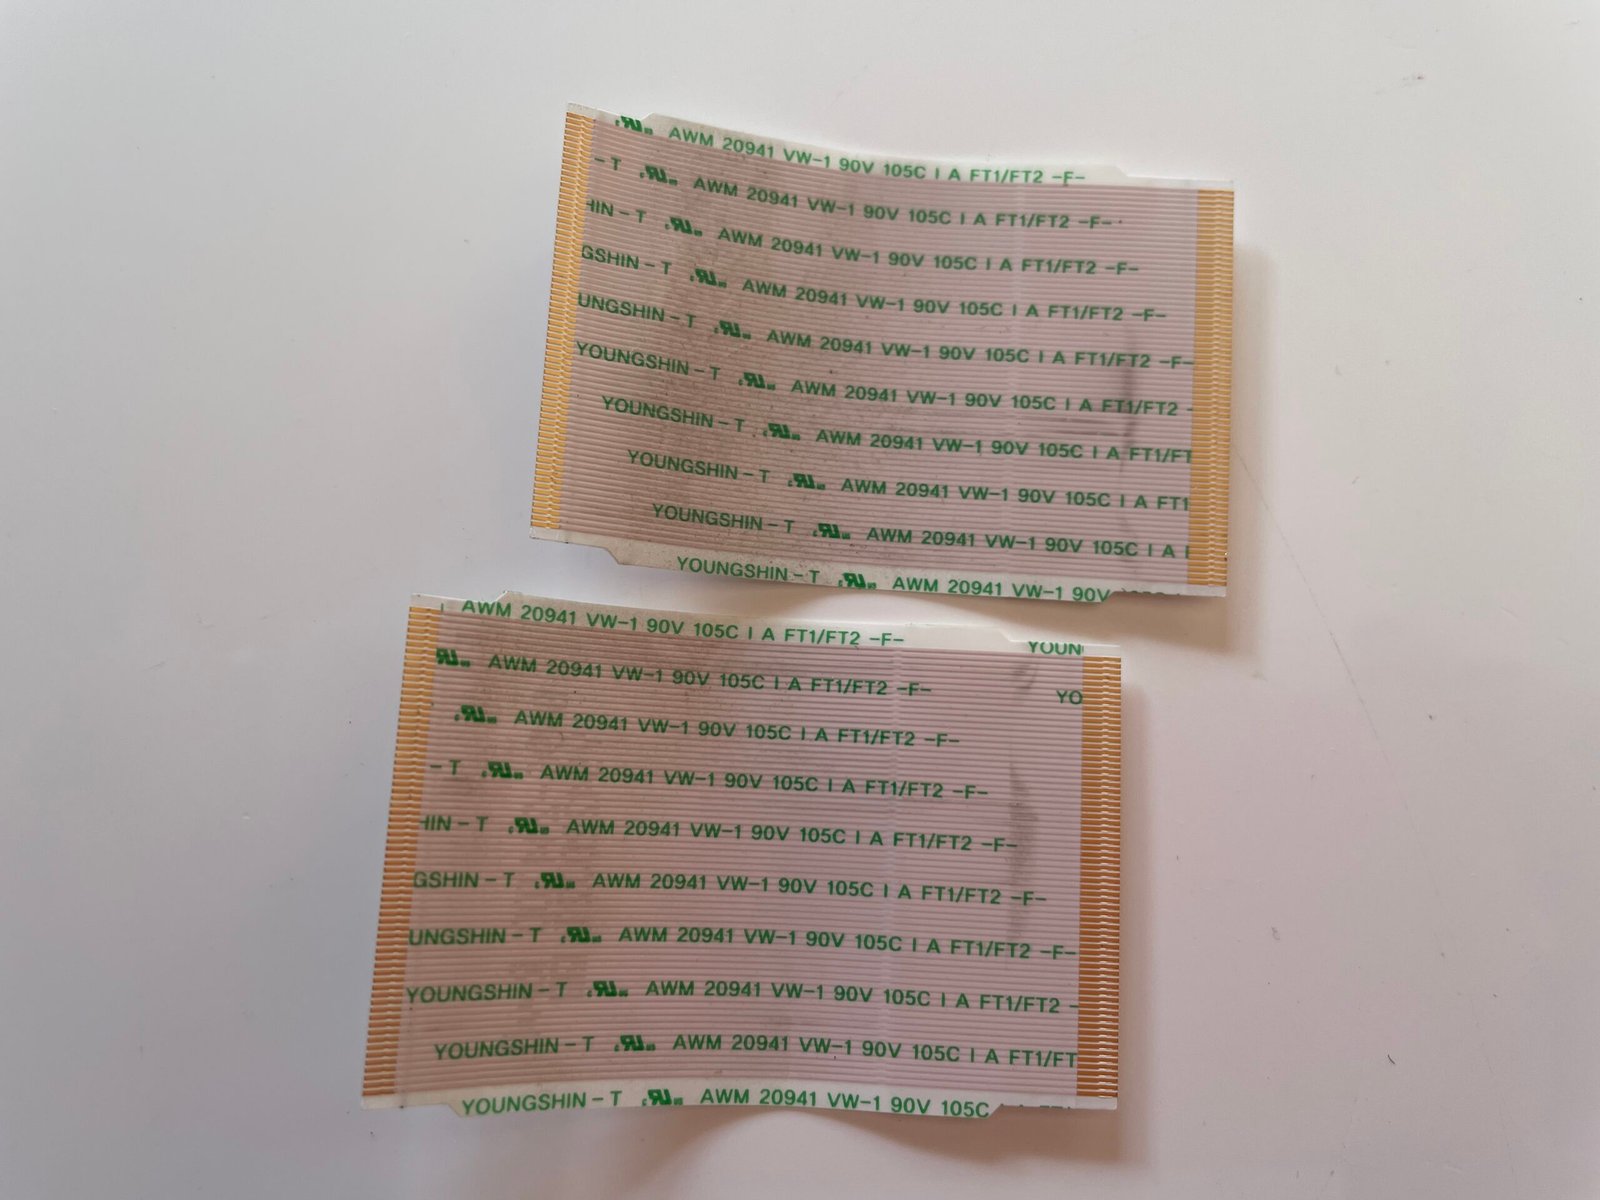 AWM 20941 VW-1 90V 105C I A FT1/FT2 -F-
- T AWM 20941 VW-1 90V 105C I A FT1/FT2 -F-
HIN - T AWM 20941 VW-1 90V 105C I A FT1/FT2 -F-
GSHIN - T AWM 20941 VW-1 90V 105C I A FT1/FT2 -F-
UNGSHIN - T AWM 20941 VW-1 90V 105C I A FT1/FT2 -F-
YOUNGSHIN - T AWM 20941 VW-1 90V 105C I A FT1/FT2 -
YOUNGSHIN - T AWM 20941 VW-1 90V 105C I A FT1/FT
YOUNGSHIN - T AWM 20941 VW-1 90V 105C I A FT1
YOUNGSHIN - T AWM 20941 VW-1 90V 105C I A
YOUNGSHIN - T AWM 20941 VW-1 90V
AWM 20941 VW-1 90V 105C I A FT1/FT2 -F- YOUN
AWM 20941 VW-1 90V 105C I A FT1/FT2 -F- YO
AWM 20941 VW-1 90V 105C I A FT1/FT2 -F-
- T AWM 20941 VW-1 90V 105C I A FT1/FT2 -F-
HIN - T AWM 20941 VW-1 90V 105C I A FT1/FT2 -F-
GSHIN - T AWM 20941 VW-1 90V 105C I A FT1/FT2 -F-
UNGSHIN - T AWM 20941 VW-1 90V 105C I A FT1/FT2 -F-
YOUNGSHIN - T AWM 20941 VW-1 90V 105C I A FT1/FT2 -
YOUNGSHIN - T AWM 20941 VW-1 90V 105C I A FT1/FT
YOUNGSHIN - T AWM 20941 VW-1 90V 105C